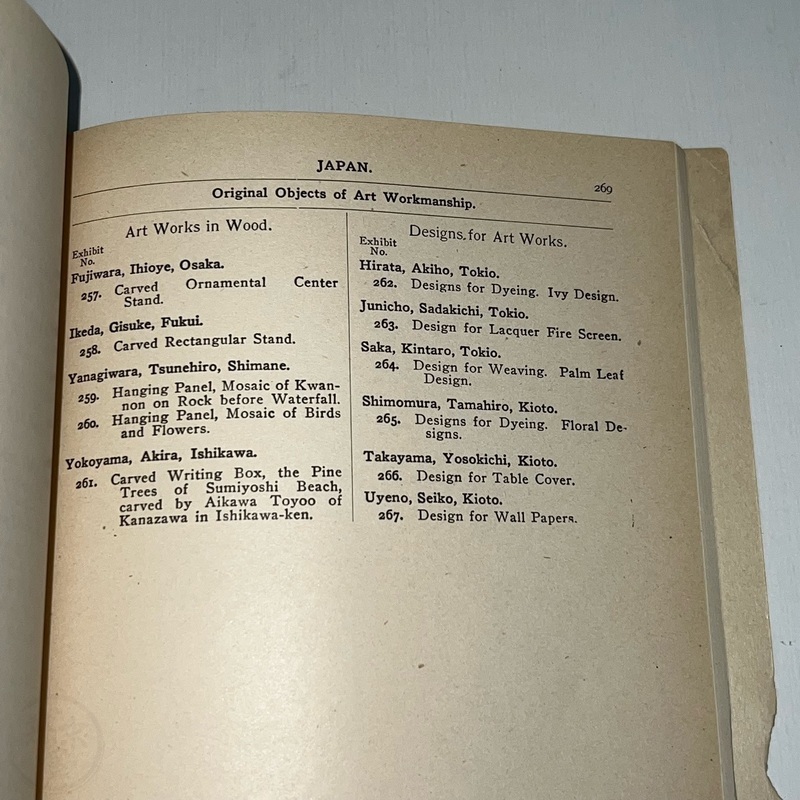 JAPAN.
269
Original Objects of Art Workmanship.
Art Works in Wood.
Exhibit
No.
Fujiwara, Ihioye, Osaka.
257. Carved Ornamental Center
Stand.
Ikeda, Gisuke, Fukui.
258. Carved Rectangular Stand.
Yanagiwara, Tsunehiro, Shimane.
259. Hanging Panel, Mosaic of Kwan-
non on Rock before Waterfall.
260. Hanging Panel, Mosaic of Birds
and Flowers.
Yokoyama, Akira, Ishikawa.
261. Carved Writing Box, the Pine
Trees of Sumiyoshi Beach,
carved by Aikawa Toyoo of
Kanazawa in Ishikawa-ken.
Designs for Art Works.
Exhibit
No.
Hirata, Akiho, Tokio.
262. Designs for Dyeing. Ivy Design.
Junicho, Sadakichi, Tokio.
263. Design for Lacquer Fire Screen.
Saka, Kintaro, Tokio.
264. Design for Weaving. Palm Leaf
Design.
Shimomura, Tamahiro, Kioto.
265. Designs for Dyeing. Floral De-
signs.
Takayama, Yosokichi, Kioto.
266. Design for Table Cover.
Uyeno, Seiko, Kioto.
267. Design for Wall Papers.